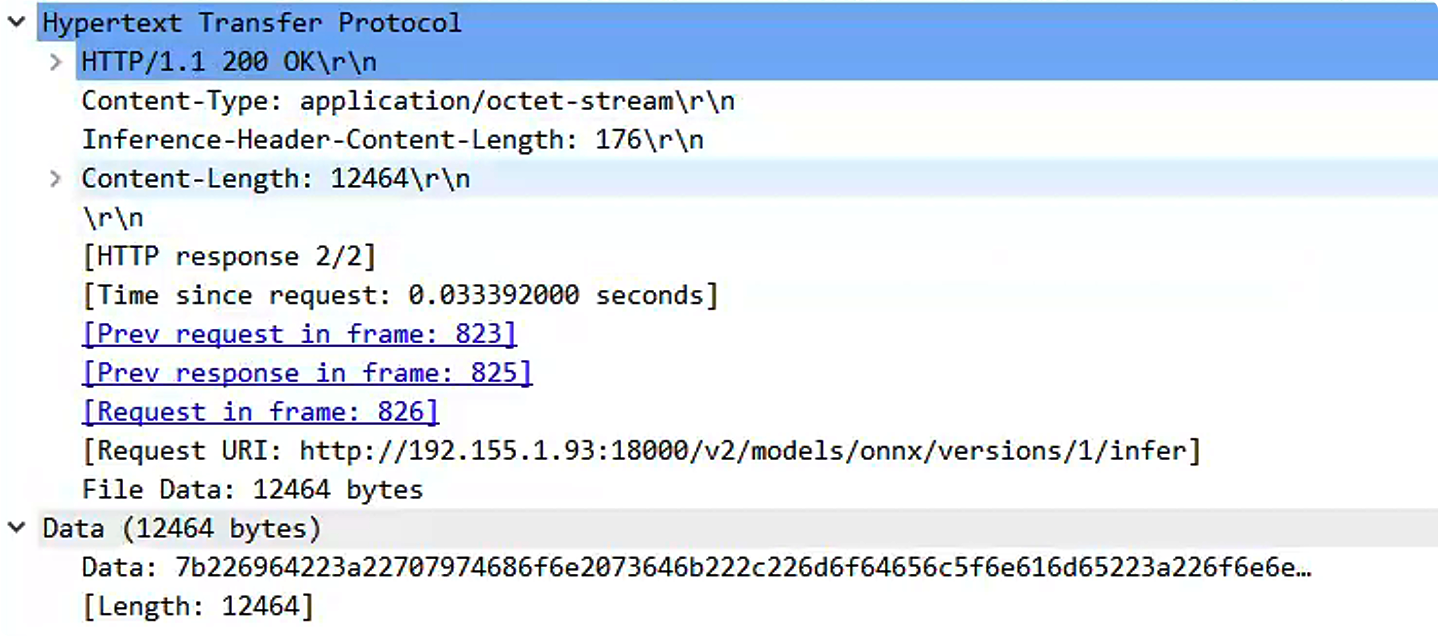 Hypertext Transfer Protocol
HTTP/1.1 200 OK\r\n
Content-Type: application/octet-stream\r\n
Inference-Header-Content-Length: 176\r\n
Content-Length: 12464\r\n
\r\n
[HTTP response 2/2]
[Time since request: 0.033392000 seconds]
[Prev request in frame: 823]
[Prev response in frame: 825]
[Request in frame: 826]
[Request URI: http://192.155.1.93:18000/v2/models/onnx/versions/1/infer]
File Data: 12464 bytes
Data (12464 bytes)
Data: 7b226964223a22707974686f6e2073646b222c226d6f64656c5f6e616d65223a226f6e6e…
[Length: 12464]